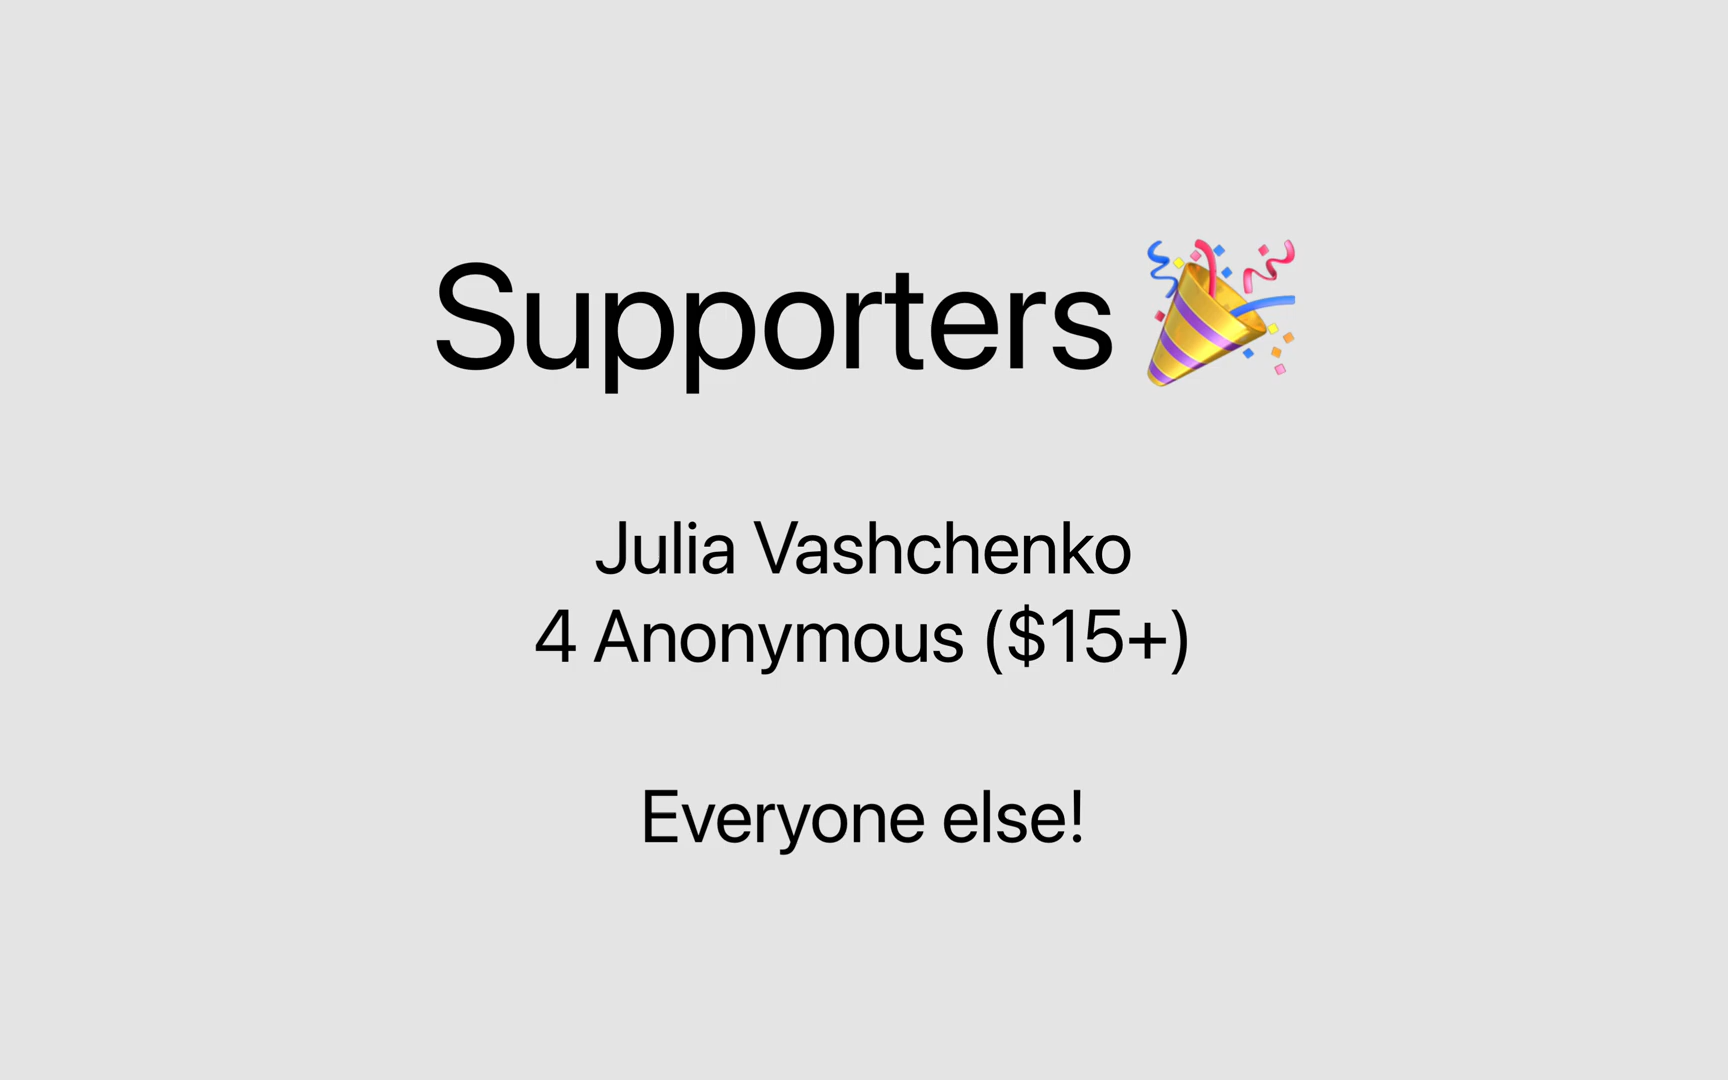 Supporters 🎉
Julia Vashchenko
4 Anonymous ($15+)
Everyone else!